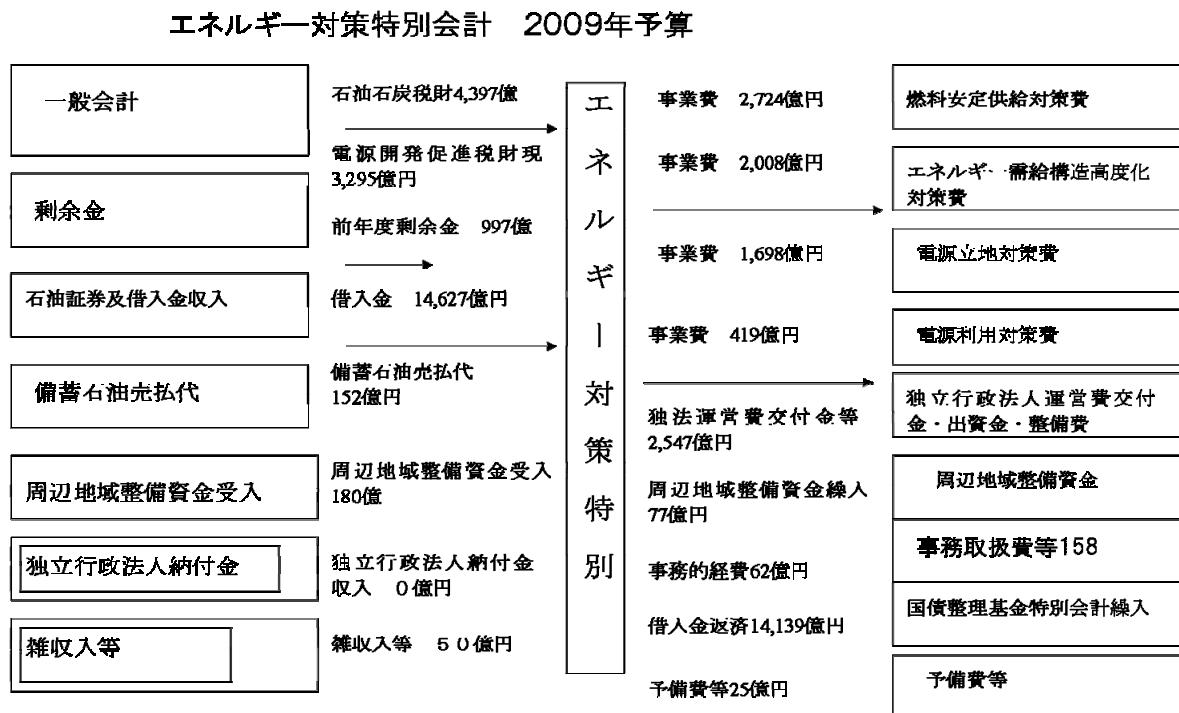 エネルギー対策特別会計　2009年予算
一般会計
剰余金
石油証券及借入金収入
備蓄石油売払代
周辺地域整備資金受入
独立行政法人納付金
雑収入等
石油石炭税財4,397億
電源開発促進税財現
3,295億円
前年度剰余金　997億
借入金　14,627億円
備蓄石油売払代
152億円
周辺地域整備資金受入
180億
独立行政法人納付金
収入　０億円
雑収入等　５０億円
エネルギー対策特別
事業費　2,724億円
事業費　2,008億円
事業費　1,698億円
事業費　419億円
独法運営費交付金等
2,547億円
周辺地域整備資金繰入
77億円
事務的経費62億円
借入金返済14,139億円
予備費等25億円
燃料安定供給対策費
エネルギー需給構造高度化
対策費
電源立地対策費
電源利用対策費
独立行政法人運営費交付
金・出資金・整備費
周辺地域整備資金
事務取扱費等158
国債整理基金特別会計繰入
予備費等